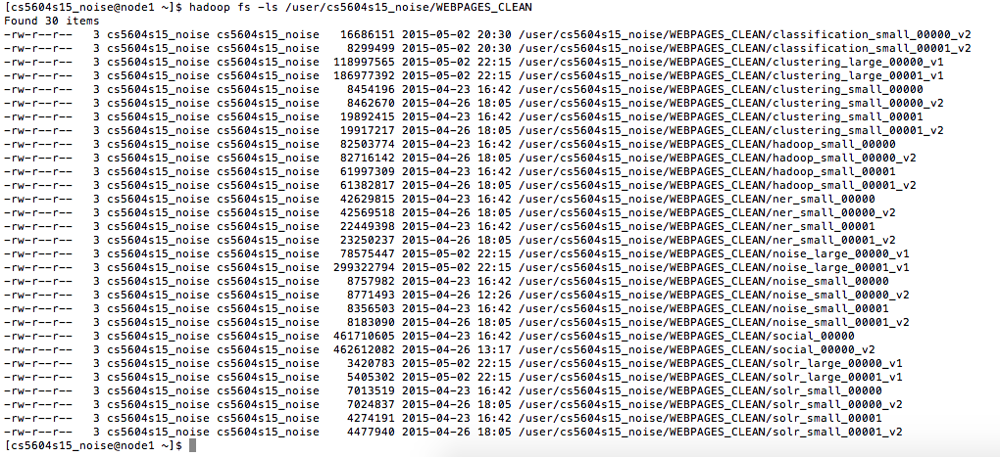 [cs5604s15_noise@node1 ~]$ hadoop fs -ls /user/cs5604s15_noise/WEBPAGES_CLEAN
Found 30 items
-rw-r--r--   3 cs5604s15_noise cs5604s15_noise   16686151 2015-05-02 20:30 /user/cs5604s15_noise/WEBPAGES_CLEAN/classification_small_00000_v2
-rw-r--r--   3 cs5604s15_noise cs5604s15_noise    8299499 2015-05-02 20:30 /user/cs5604s15_noise/WEBPAGES_CLEAN/classification_small_00001_v2
-rw-r--r--   3 cs5604s15_noise cs5604s15_noise  118997565 2015-05-02 22:15 /user/cs5604s15_noise/WEBPAGES_CLEAN/clustering_large_00000_v1
-rw-r--r--   3 cs5604s15_noise cs5604s15_noise  186977392 2015-05-02 22:15 /user/cs5604s15_noise/WEBPAGES_CLEAN/clustering_large_00001_v1
-rw-r--r--   3 cs5604s15_noise cs5604s15_noise    8454196 2015-04-23 16:42 /user/cs5604s15_noise/WEBPAGES_CLEAN/clustering_small_00000
-rw-r--r--   3 cs5604s15_noise cs5604s15_noise    8462670 2015-04-26 18:05 /user/cs5604s15_noise/WEBPAGES_CLEAN/clustering_small_00000_v2
-rw-r--r--   3 cs5604s15_noise cs5604s15_noise   19892415 2015-04-23 16:42 /user/cs5604s15_noise/WEBPAGES_CLEAN/clustering_small_00001
-rw-r--r--   3 cs5604s15_noise cs5604s15_noise   19917217 2015-04-26 18:05 /user/cs5604s15_noise/WEBPAGES_CLEAN/clustering_small_00001_v2
-rw-r--r--   3 cs5604s15_noise cs5604s15_noise   82503774 2015-04-23 16:42 /user/cs5604s15_noise/WEBPAGES_CLEAN/hadoop_small_00000
-rw-r--r--   3 cs5604s15_noise cs5604s15_noise   82716142 2015-04-26 18:05 /user/cs5604s15_noise/WEBPAGES_CLEAN/hadoop_small_00000_v2
-rw-r--r--   3 cs5604s15_noise cs5604s15_noise   61997309 2015-04-23 16:42 /user/cs5604s15_noise/WEBPAGES_CLEAN/hadoop_small_00001
-rw-r--r--   3 cs5604s15_noise cs5604s15_noise   61382817 2015-04-26 18:05 /user/cs5604s15_noise/WEBPAGES_CLEAN/hadoop_small_00001_v2
-rw-r--r--   3 cs5604s15_noise cs5604s15_noise   42629815 2015-04-23 16:42 /user/cs5604s15_noise/WEBPAGES_CLEAN/ner_small_00000
-rw-r--r--   3 cs5604s15_noise cs5604s15_noise   42569518 2015-04-26 18:05 /user/cs5604s15_noise/WEBPAGES_CLEAN/ner_small_00000_v2
-rw-r--r--   3 cs5604s15_noise cs5604s15_noise   22449398 2015-04-23 16:42 /user/cs5604s15_noise/WEBPAGES_CLEAN/ner_small_00001
-rw-r--r--   3 cs5604s15_noise cs5604s15_noise   23250237 2015-04-26 18:05 /user/cs5604s15_noise/WEBPAGES_CLEAN/ner_small_00001_v2
-rw-r--r--   3 cs5604s15_noise cs5604s15_noise   78575447 2015-05-02 22:15 /user/cs5604s15_noise/WEBPAGES_CLEAN/noise_large_00000_v1
-rw-r--r--   3 cs5604s15_noise cs5604s15_noise  299322794 2015-05-02 22:15 /user/cs5604s15_noise/WEBPAGES_CLEAN/noise_large_00001_v1
-rw-r--r--   3 cs5604s15_noise cs5604s15_noise    8757982 2015-04-23 16:42 /user/cs5604s15_noise/WEBPAGES_CLEAN/noise_small_00000
-rw-r--r--   3 cs5604s15_noise cs5604s15_noise    8771493 2015-04-26 12:26 /user/cs5604s15_noise/WEBPAGES_CLEAN/noise_small_00000_v2
-rw-r--r--   3 cs5604s15_noise cs5604s15_noise    8356503 2015-04-23 16:42 /user/cs5604s15_noise/WEBPAGES_CLEAN/noise_small_00001
-rw-r--r--   3 cs5604s15_noise cs5604s15_noise    8183090 2015-04-26 18:05 /user/cs5604s15_noise/WEBPAGES_CLEAN/noise_small_00001_v2
-rw-r--r--   3 cs5604s15_noise cs5604s15_noise  461710605 2015-04-23 16:42 /user/cs5604s15_noise/WEBPAGES_CLEAN/social_00000
-rw-r--r--   3 cs5604s15_noise cs5604s15_noise  462612082 2015-04-26 13:17 /user/cs5604s15_noise/WEBPAGES_CLEAN/social_00000_v2
-rw-r--r--   3 cs5604s15_noise cs5604s15_noise    3420783 2015-05-02 22:15 /user/cs5604s15_noise/WEBPAGES_CLEAN/solr_large_00000_v1
-rw-r--r--   3 cs5604s15_noise cs5604s15_noise    5405302 2015-05-02 22:15 /user/cs5604s15_noise/WEBPAGES_CLEAN/solr_large_00001_v1
-rw-r--r--   3 cs5604s15_noise cs5604s15_noise    7013519 2015-04-23 16:42 /user/cs5604s15_noise/WEBPAGES_CLEAN/solr_small_00000
-rw-r--r--   3 cs5604s15_noise cs5604s15_noise    7024837 2015-04-26 18:05 /user/cs5604s15_noise/WEBPAGES_CLEAN/solr_small_00000_v2
-rw-r--r--   3 cs5604s15_noise cs5604s15_noise    4274191 2015-04-23 16:42 /user/cs5604s15_noise/WEBPAGES_CLEAN/solr_small_00001
-rw-r--r--   3 cs5604s15_noise cs5604s15_noise    4477940 2015-04-26 18:05 /user/cs5604s15_noise/WEBPAGES_CLEAN/solr_small_00001_v2
[cs5604s15_noise@node1 ~]$